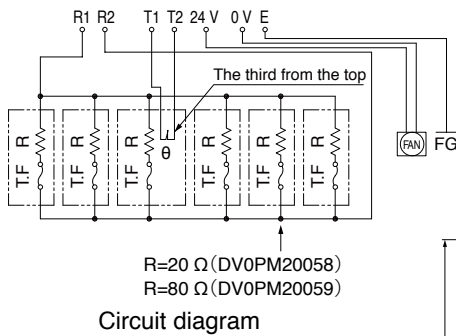 R1 R2 T1 T2 24 V 0 V E
The third from the top
R R R θ R R R
T.F T.F T.F T.F T.F T.F
FAN FG
R=20 Ω(DV0PM20058)
R=80 Ω(DV0PM20059)
Circuit diagram